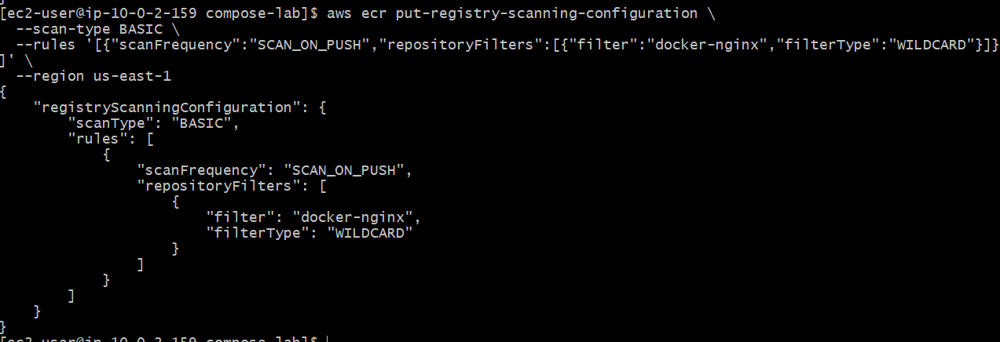 [ec2-user@ip-10-0-2-159 compose-lab]$ aws ecr put-registry-scanning-configuration \
  --scan-type BASIC \
  --rules '[{"scanFrequency":"SCAN_ON_PUSH","repositoryFilters":[{"filter":"docker-nginx","filterType":"WILDCARD"}]}
]' \
  --region us-east-1
{
    "registryScanningConfiguration": {
        "scanType": "BASIC",
        "rules": [
            {
                "scanFrequency": "SCAN_ON_PUSH",
                "repositoryFilters": [
                    {
                        "filter": "docker-nginx",
                        "filterType": "WILDCARD"
                    }
                ]
            }
        ]
    }
}
[ec2-user@ip-10-0-2-159 compose-lab]$